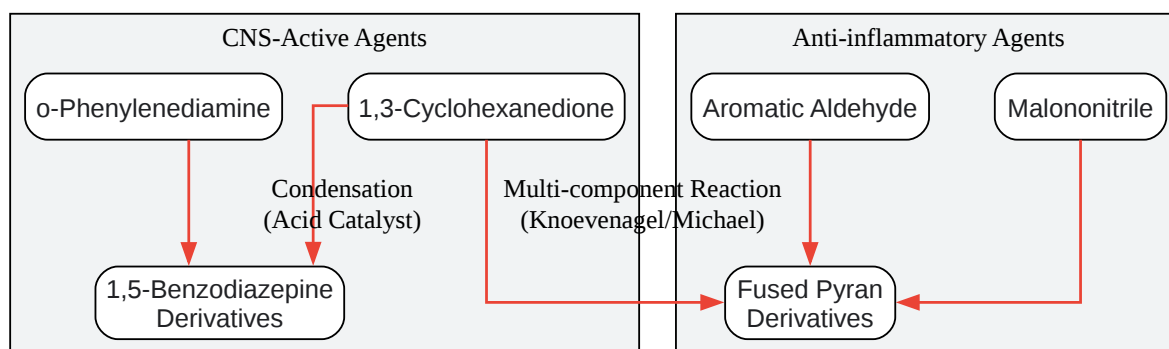 CNS-Active Agents
Anti-inflammatory Agents
o-Phenylenediamine
1,3-Cyclohexanedione
Aromatic Aldehyde
Malononitrile
Condensation
(Acid Catalyst)
Multi-component Reaction
(Knoevenagel/Michael)
1,5-Benzodiazepine
Derivatives
Fused Pyran
Derivatives